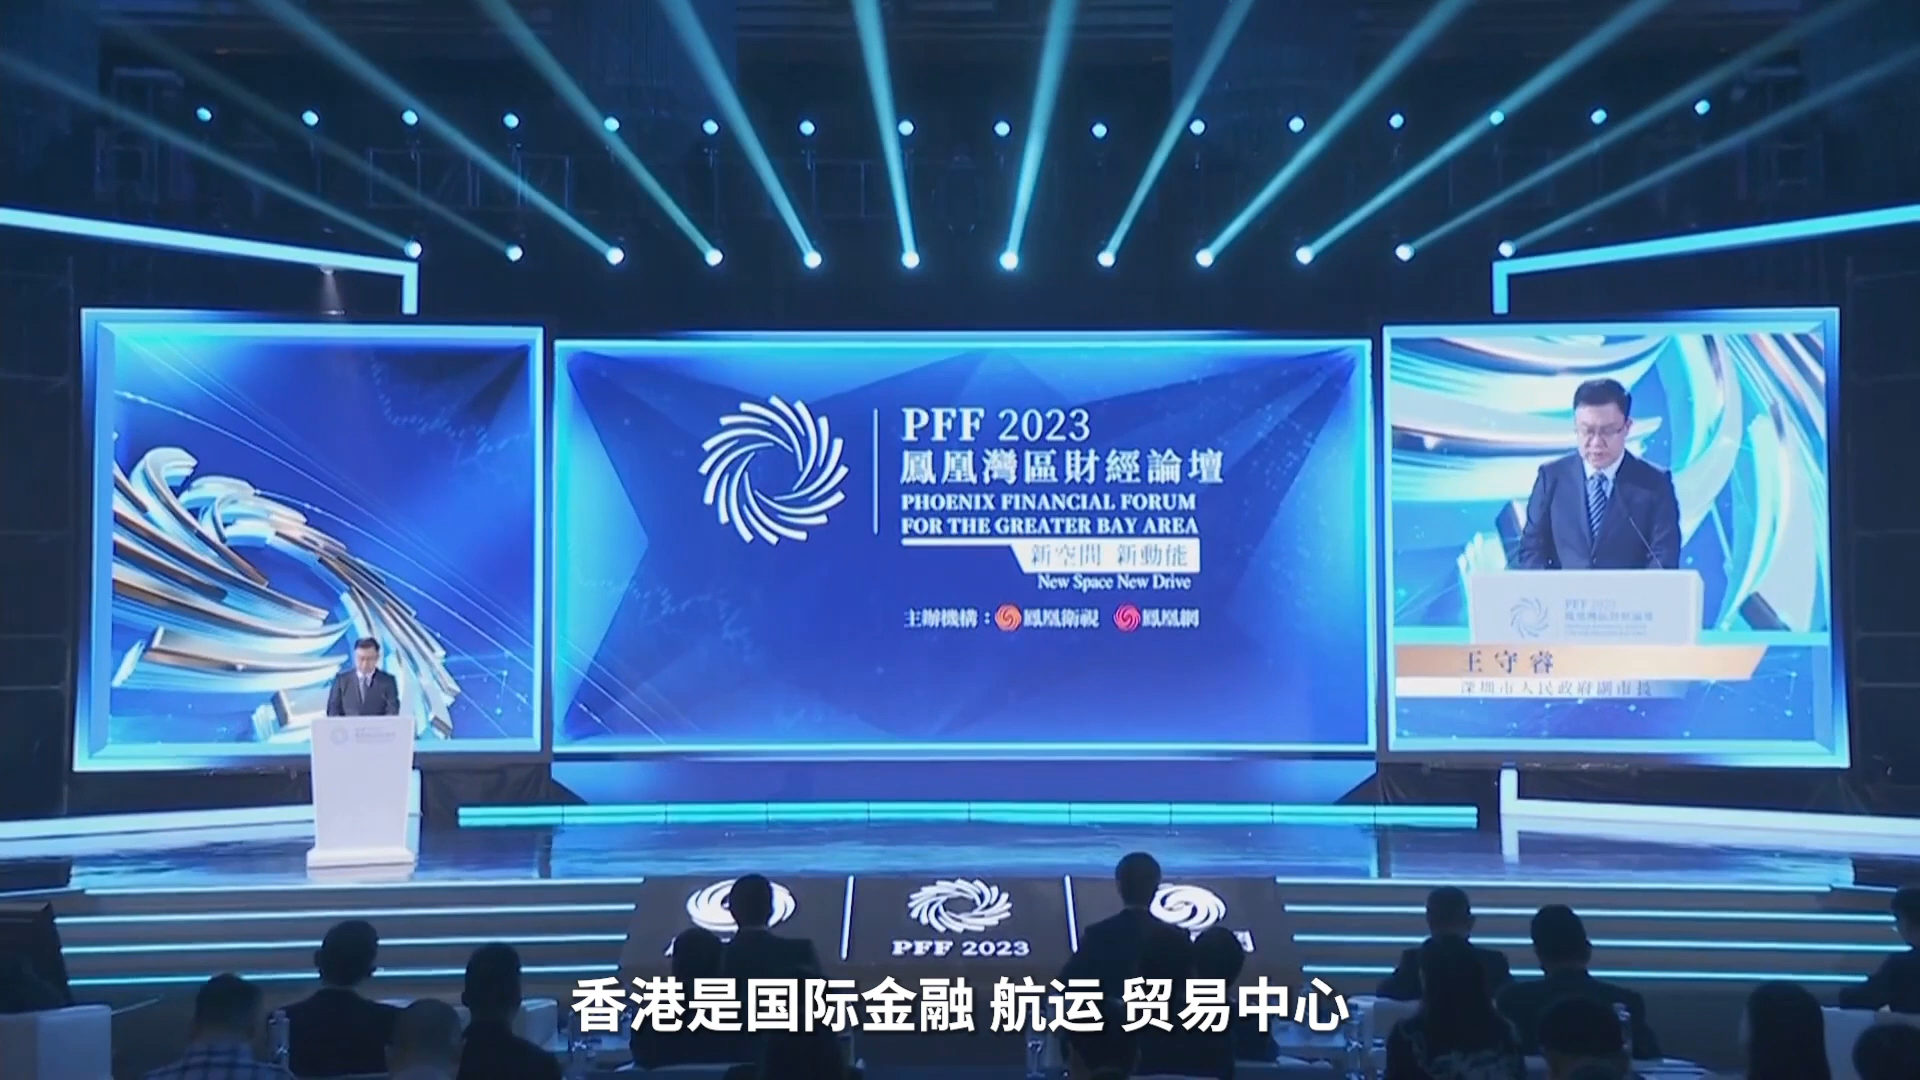 PFF 2023
鳳凰灣區財經論壇
PHOENIX FINANCIAL FORUM
FOR THE GREATER BAY AREA
新空間 新動能
New Space New Drive
主辦機構：鳳凰衛視 鳳凰網
PFF 2023
王守睿
深圳市人民政府副市長
PFF 2023
香港是国际金融 航运 贸易中心